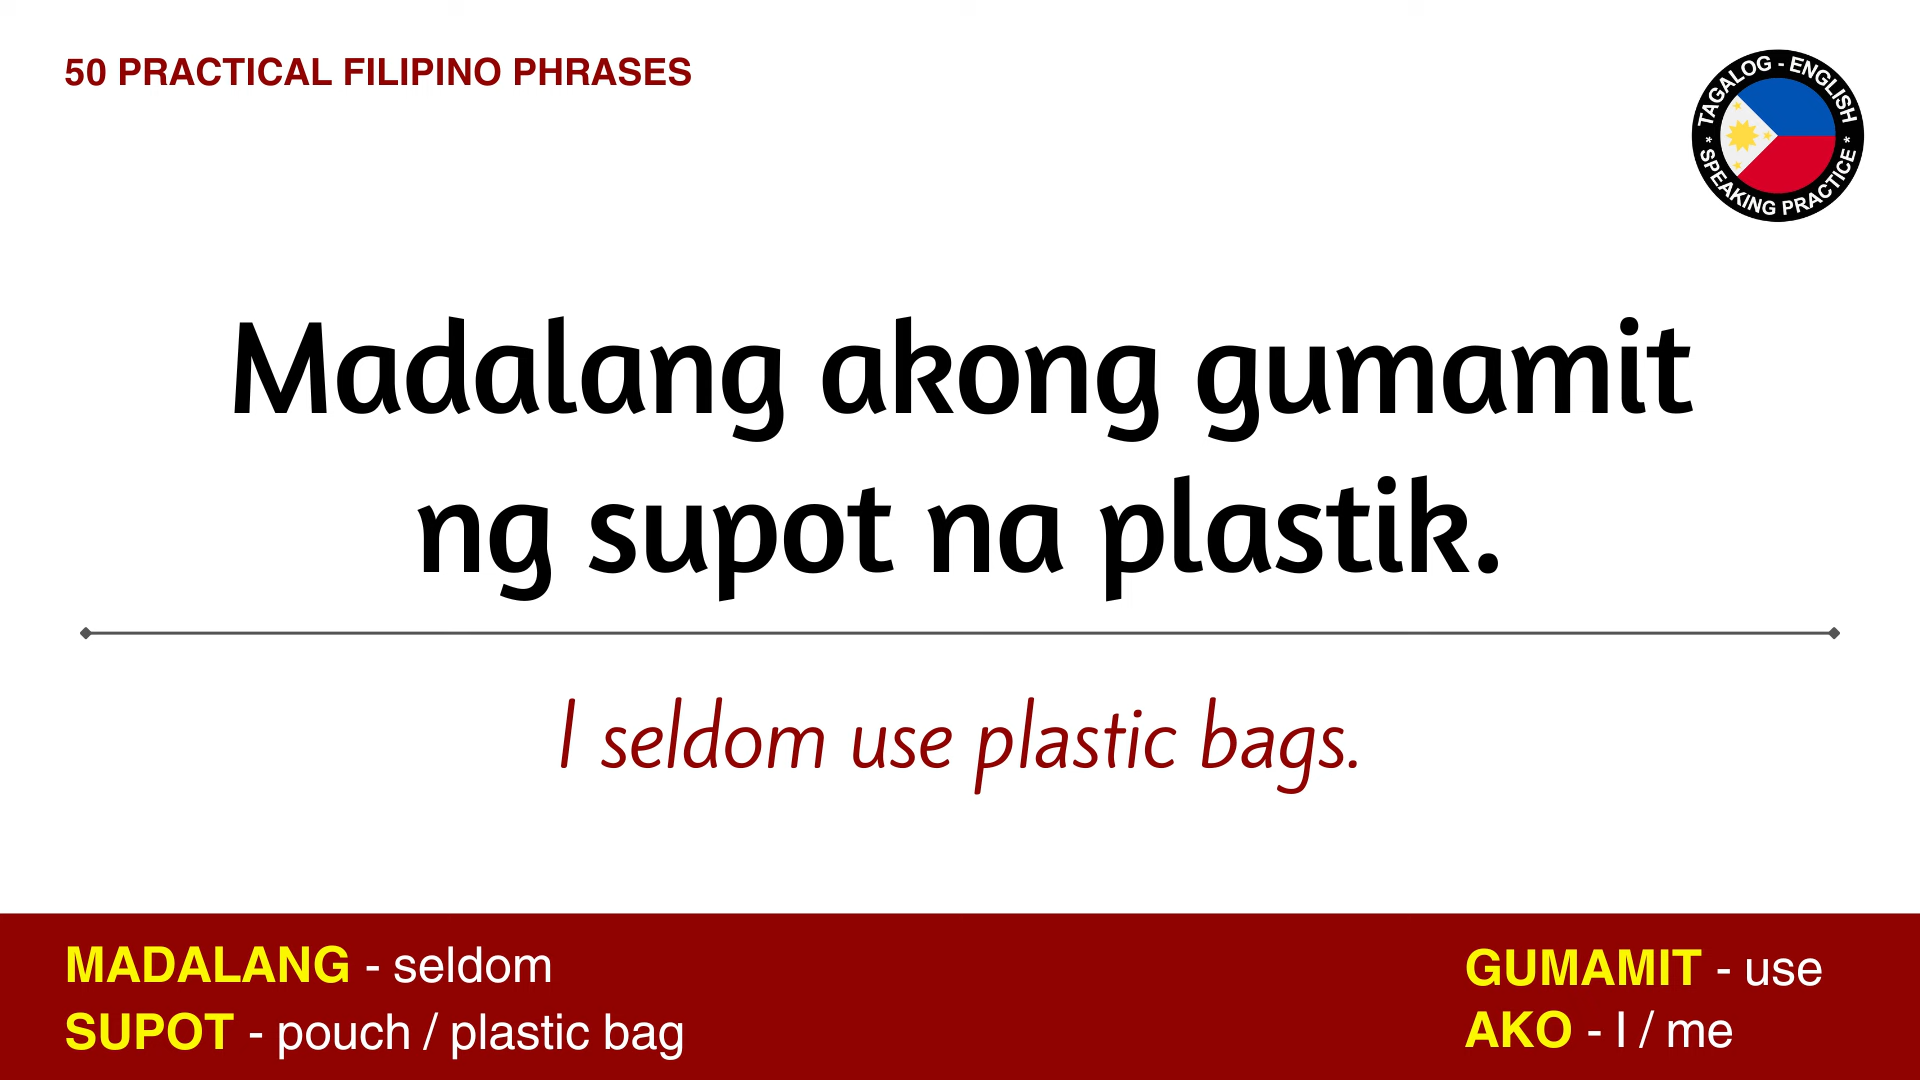 50 PRACTICAL FILIPINO PHRASES
TAGALOG - ENGLISH
* SPEAKING PRACTICE *
Madalang akong gumamit
ng supot na plastik.
I seldom use plastic bags.
MADALANG - seldom
SUPOT - pouch / plastic bag
GUMAMIT - use
AKO - I / me